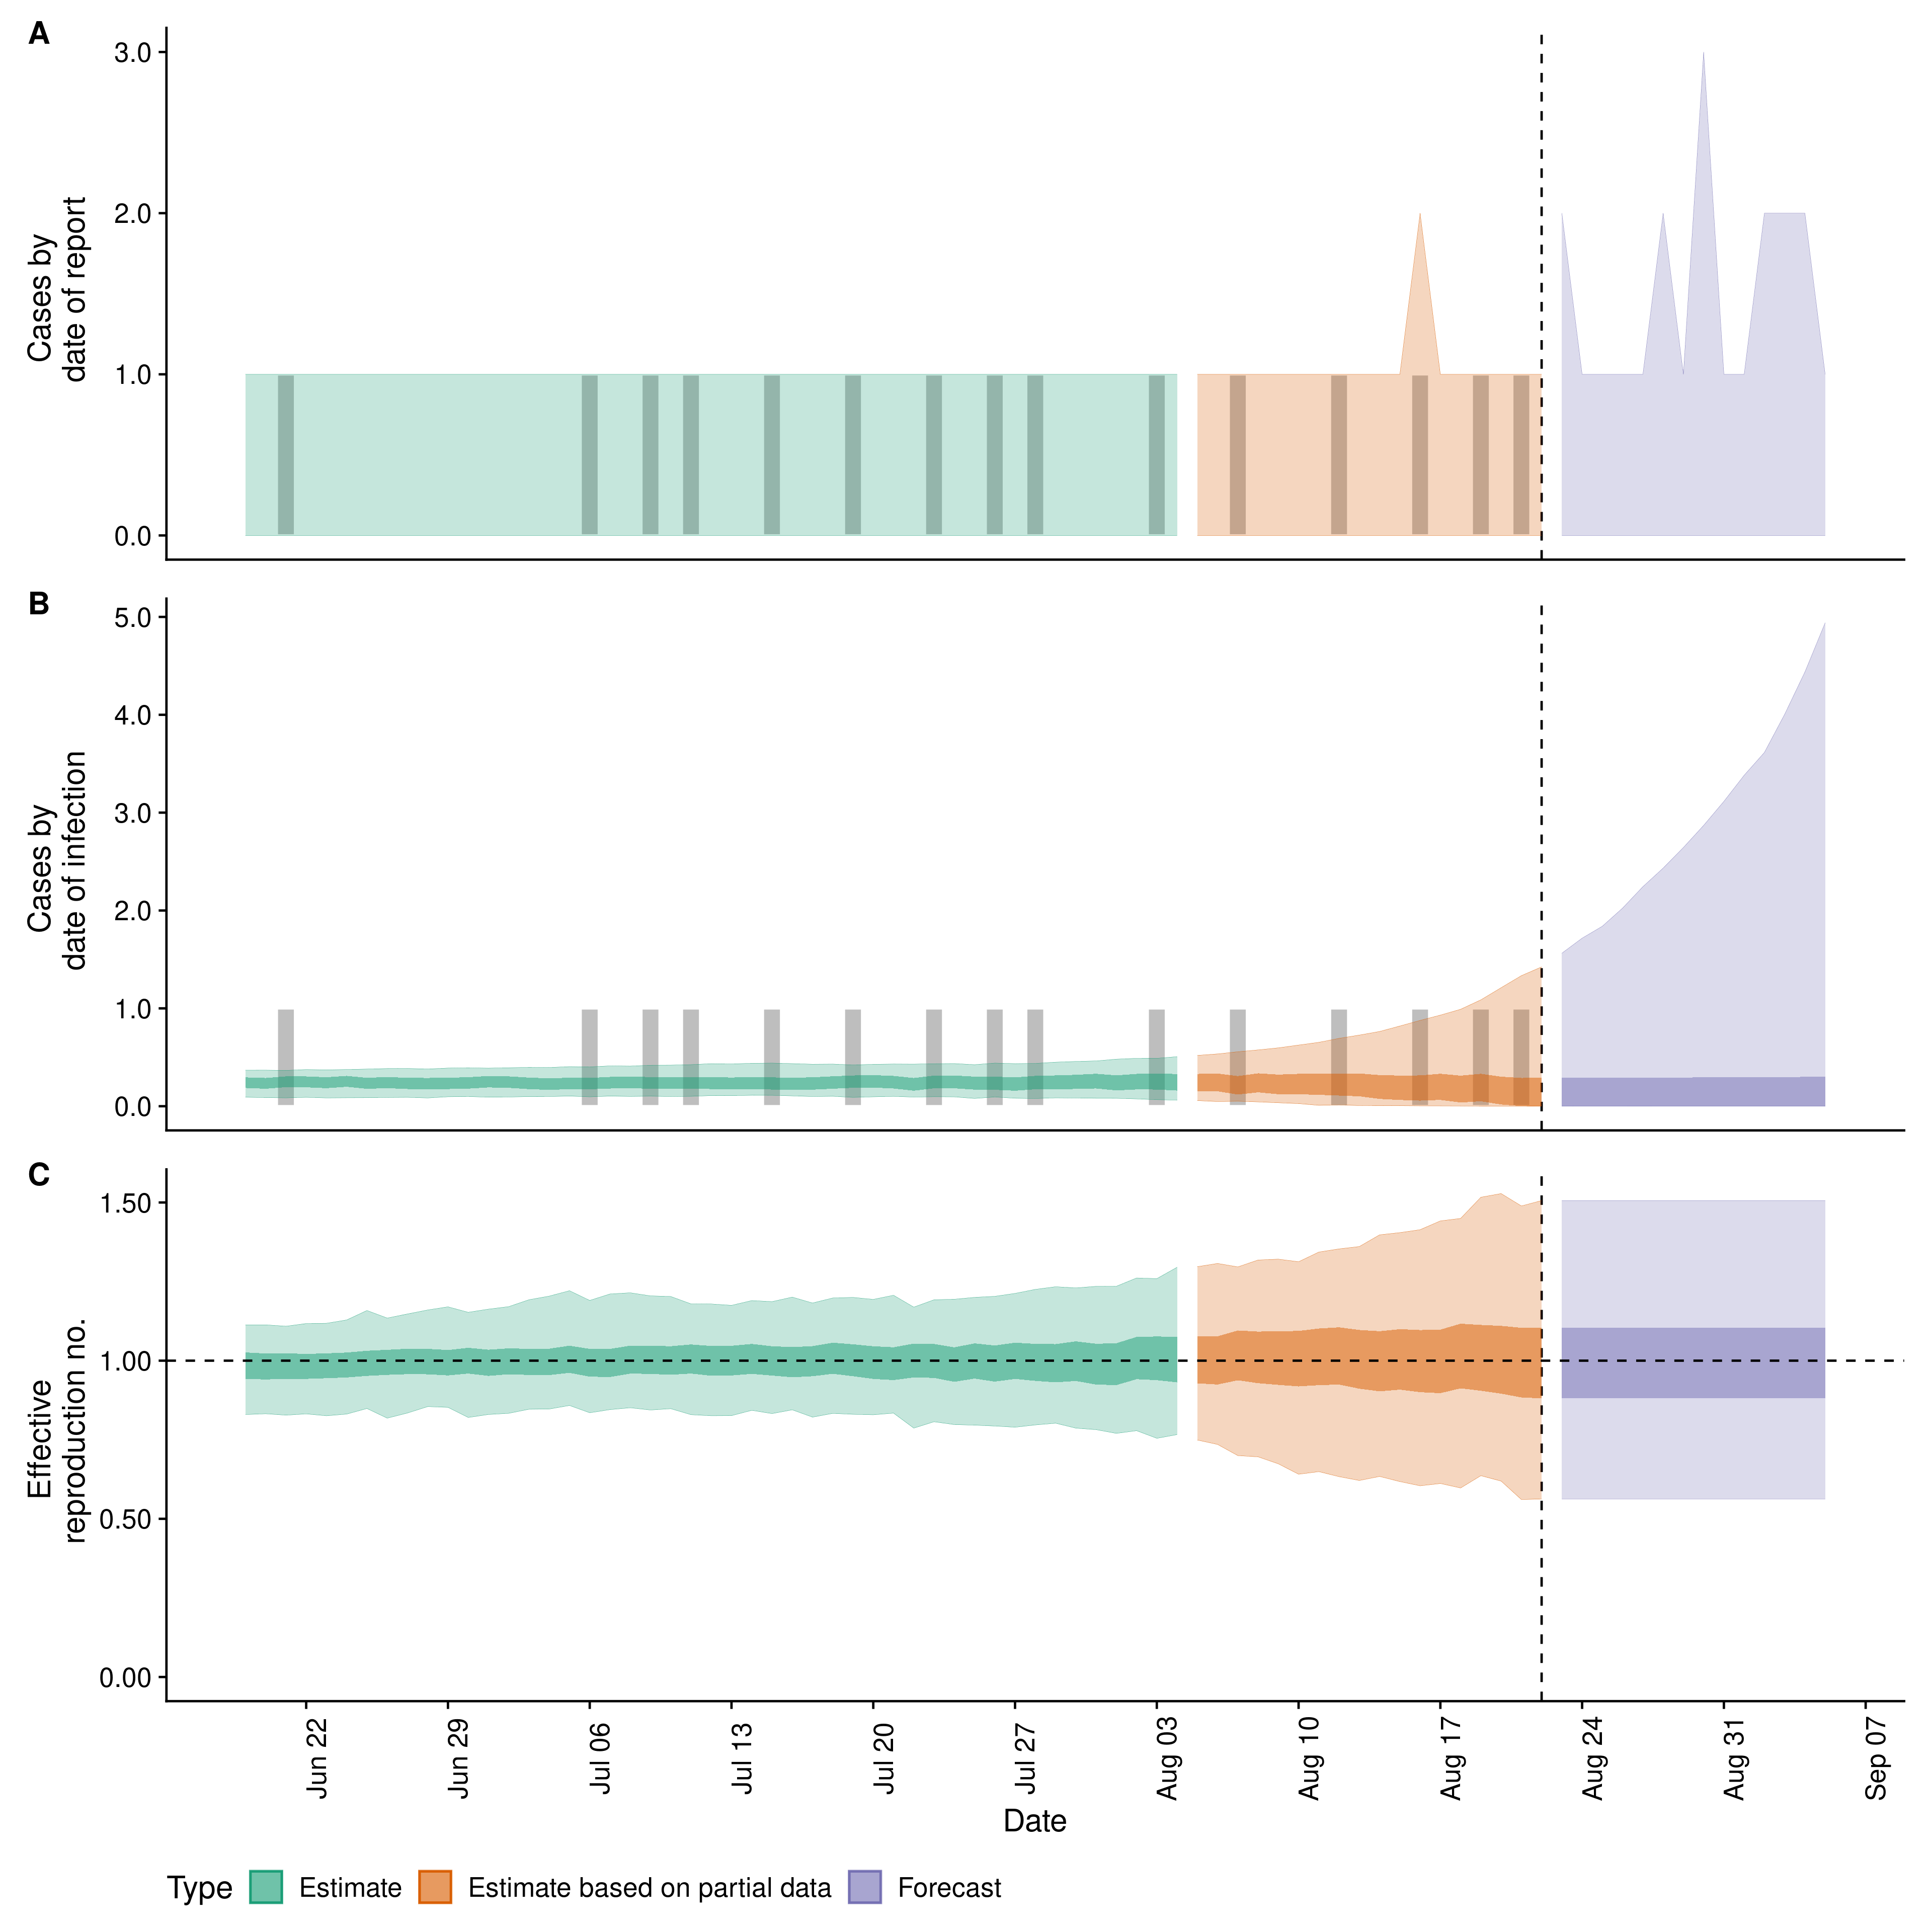 A
3.0
2.0
1.0
0.0
Cases by
date of report
B
5.0
4.0
3.0
2.0
1.0
0.0
Cases by
date of infection
C
1.50
1.00
0.50
0.00
Effective
reproduction no.
Jun 22
Jun 29
Jul 06
Jul 13
Jul 20
Jul 27
Aug 03
Aug 10
Aug 17
Aug 24
Aug 31
Sep 07
Date
Type Estimate Estimate based on partial data Forecast